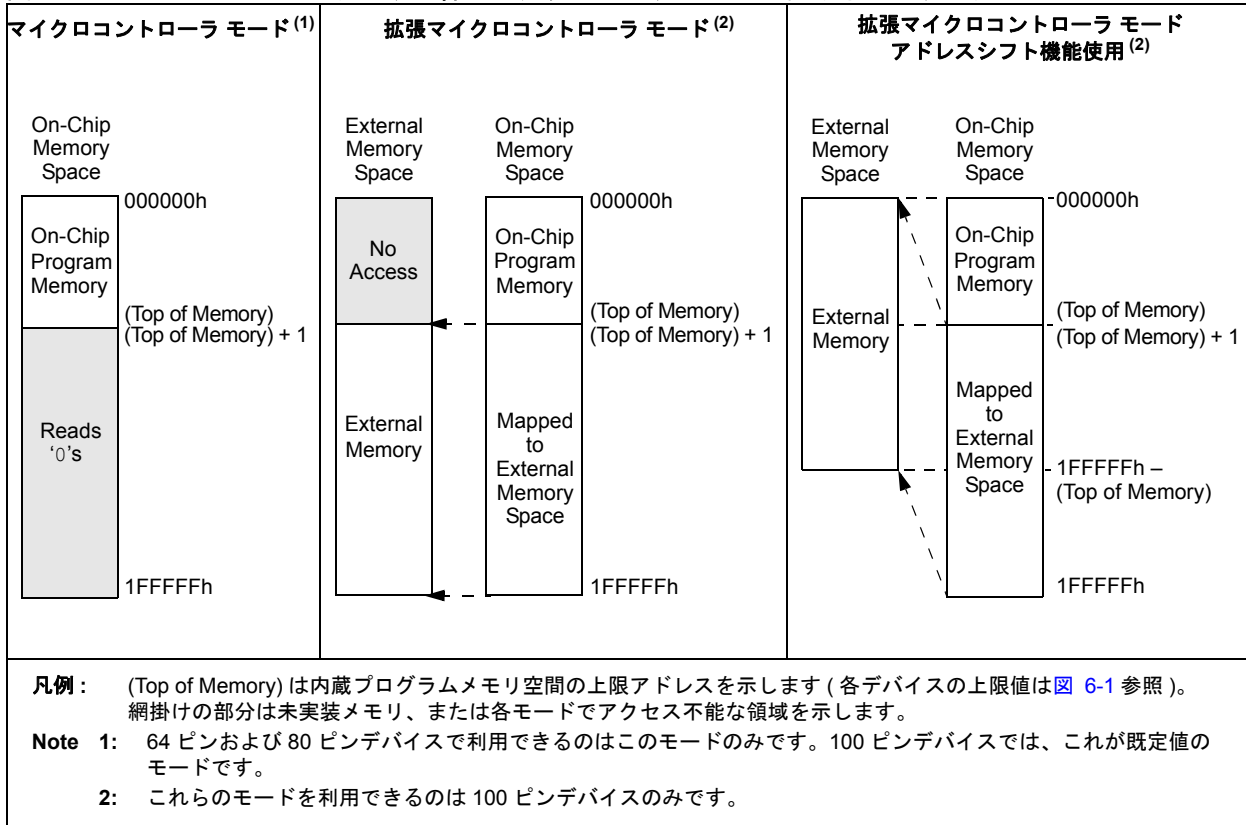 マイクロコントローラ モード(1)
On-Chip
Memory
Space
000000h
On-Chip
Program
Memory
(Top of Memory)
(Top of Memory) + 1
Reads
‘0’s
1FFFFFh
拡張マイクロコントローラ モード(2)
External
Memory
Space
On-Chip
Memory
Space
000000h
No
Access
On-Chip
Program
Memory
(Top of Memory)
(Top of Memory) + 1
External
Memory
Mapped
to
External
Memory
Space
1FFFFFh
拡張マイクロコントローラ モード
アドレスシフト機能使用(2)
External
Memory
Space
On-Chip
Memory
Space
000000h
On-Chip
Program
Memory
External
Memory
(Top of Memory)
(Top of Memory) + 1
Mapped
to
External
Memory
Space
1FFFFFh –
(Top of Memory)
1FFFFFh
凡例 : (Top of Memory) は内蔵プログラムメモリ空間の上限アドレスを示します ( 各デバイスの上限値は図 6-1 参照 )。
網掛けの部分は未実装メモリ、または各モードでアクセス不能な領域を示します。
Note 1: 64 ピンおよび 80 ピンデバイスで利用できるのはこのモードのみです。100 ピンデバイスでは、これが既定値の
モードです。
2: これらのモードを利用できるのは 100 ピンデバイスのみです。